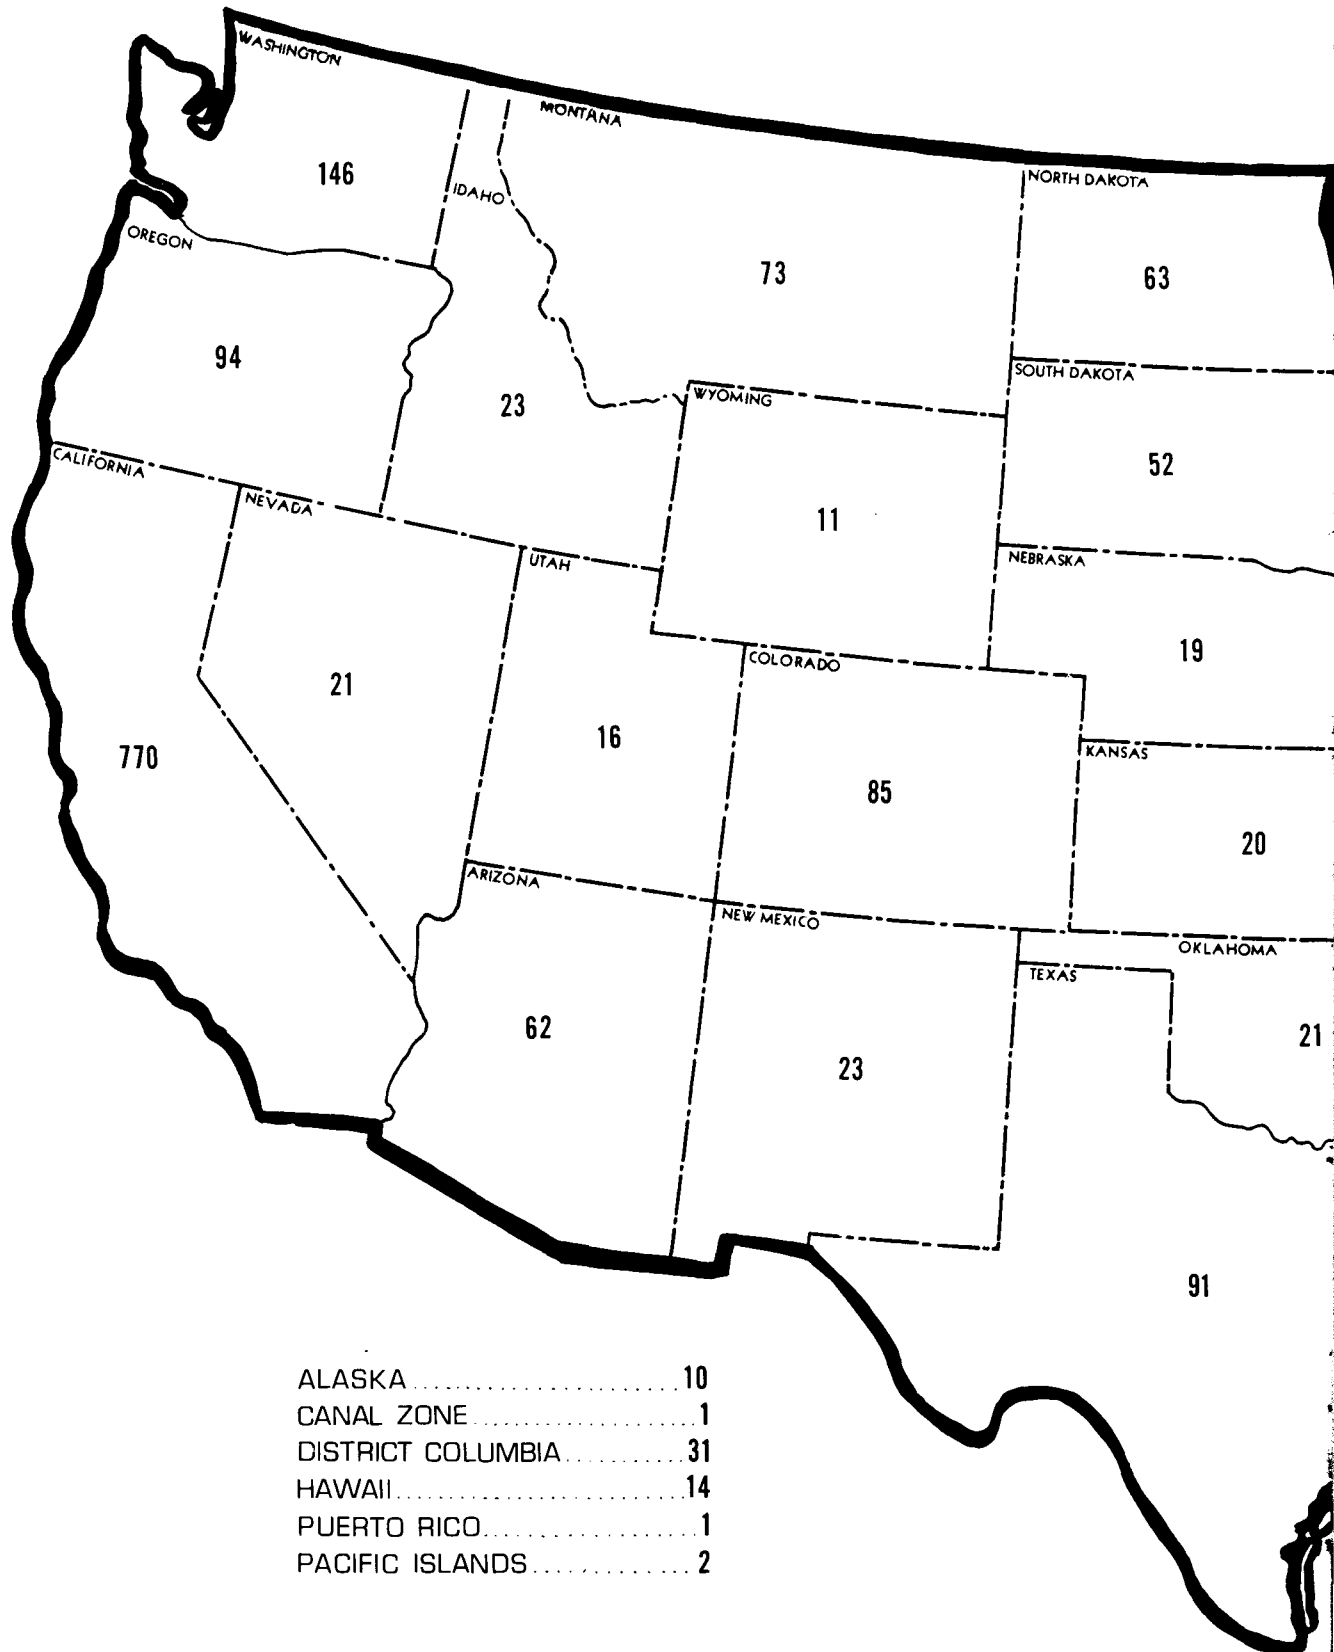 WASHINGTON
146
MONTANA
73
IDAHO
23
NORTH DAKOTA
63
OREGON
94
SOUTH DAKOTA
52
WYOMING
11
CALIFORNIA
770
NEVADA
21
UTAH
16
NEBRASKA
19
COLORADO
85
KANSAS
20
ARIZONA
62
NEW MEXICO
23
OKLAHOMA
21
TEXAS
91
ALASKA ..................... 10
CANAL ZONE ................. 1
DISTRICT COLUMBIA .......... 31
HAWAII ..................... 14
PUERTO RICO ................ 1
PACIFIC ISLANDS ............ 2